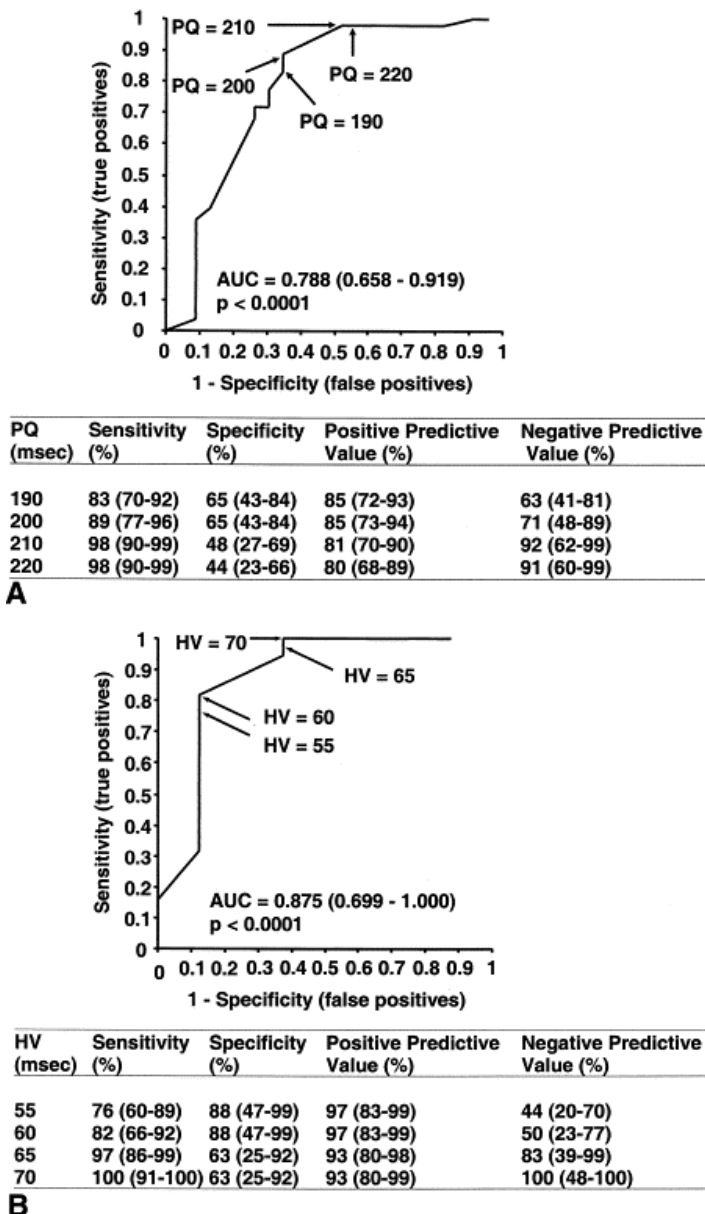 1
0.9
0.8
0.7
0.6
0.5
0.4
0.3
0.2
0.1
0
Sensitivity (true positives)
PQ = 210
PQ = 200
PQ = 220
PQ = 190
AUC = 0.788 (0.658 - 0.919)
p < 0.0001
0 0.1 0.2 0.3 0.4 0.5 0.6 0.7 0.8 0.9 1
1 - Specificity (false positives)
PQ Sensitivity Specificity Positive Predictive Negative Predictive
(msec) (%) (%) Value (%) Value (%)
190 83 (70-92) 65 (43-84) 85 (72-93) 63 (41-81)
200 89 (77-96) 65 (43-84) 85 (73-94) 71 (48-89)
210 98 (90-99) 48 (27-69) 81 (70-90) 92 (62-99)
220 98 (90-99) 44 (23-66) 80 (68-89) 91 (60-99)
A
1
0.9
0.8
0.7
0.6
0.5
0.4
0.3
0.2
0.1
0
Sensitivity (true positives)
HV = 70
HV = 65
HV = 60
HV = 55
AUC = 0.875 (0.699 - 1.000)
p < 0.0001
0 0.1 0.2 0.3 0.4 0.5 0.6 0.7 0.8 0.9 1
1 - Specificity (false positives)
HV Sensitivity Specificity Positive Predictive Negative Predictive
(msec) (%) (%) Value (%) Value (%)
55 76 (60-89) 88 (47-99) 97 (83-99) 44 (20-70)
60 82 (66-92) 88 (47-99) 97 (83-99) 50 (23-77)
65 97 (86-99) 63 (25-92) 93 (80-98) 83 (39-99)
70 100 (91-100) 63 (25-92) 93 (80-99) 100 (48-100)
B